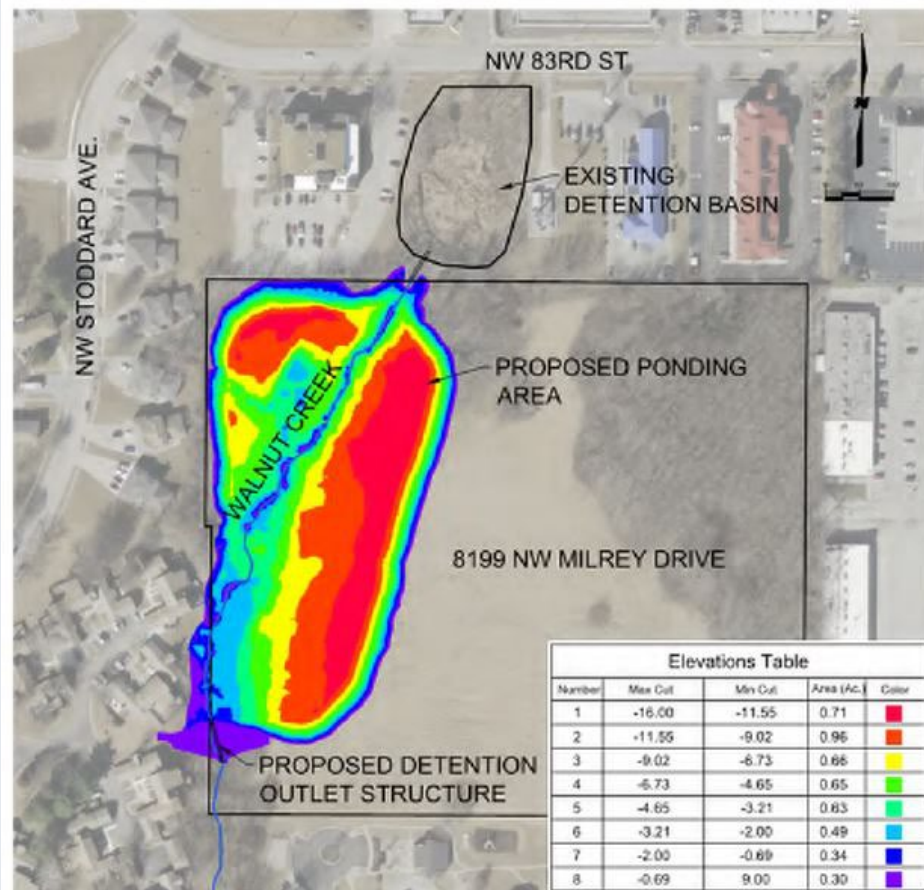 NW 83RD ST
NW STODDARD AVE.
N
EXISTING
DETENTION BASIN
PROPOSED PONDING
AREA
WALNUT CREEK
8199 NW MILREY DRIVE
PROPOSED DETENTION
OUTLET STRUCTURE
Elevations Table
Number Max Cut Min Cut Area (Ac.) Color
1 -16.00 -11.55 0.71
2 -11.55 -9.02 0.96
3 -9.02 -6.73 0.66
4 -6.73 -4.65 0.65
5 -4.65 -3.21 0.63
6 -3.21 -2.00 0.49
7 -2.00 -0.69 0.34
8 -0.69 9.00 0.30